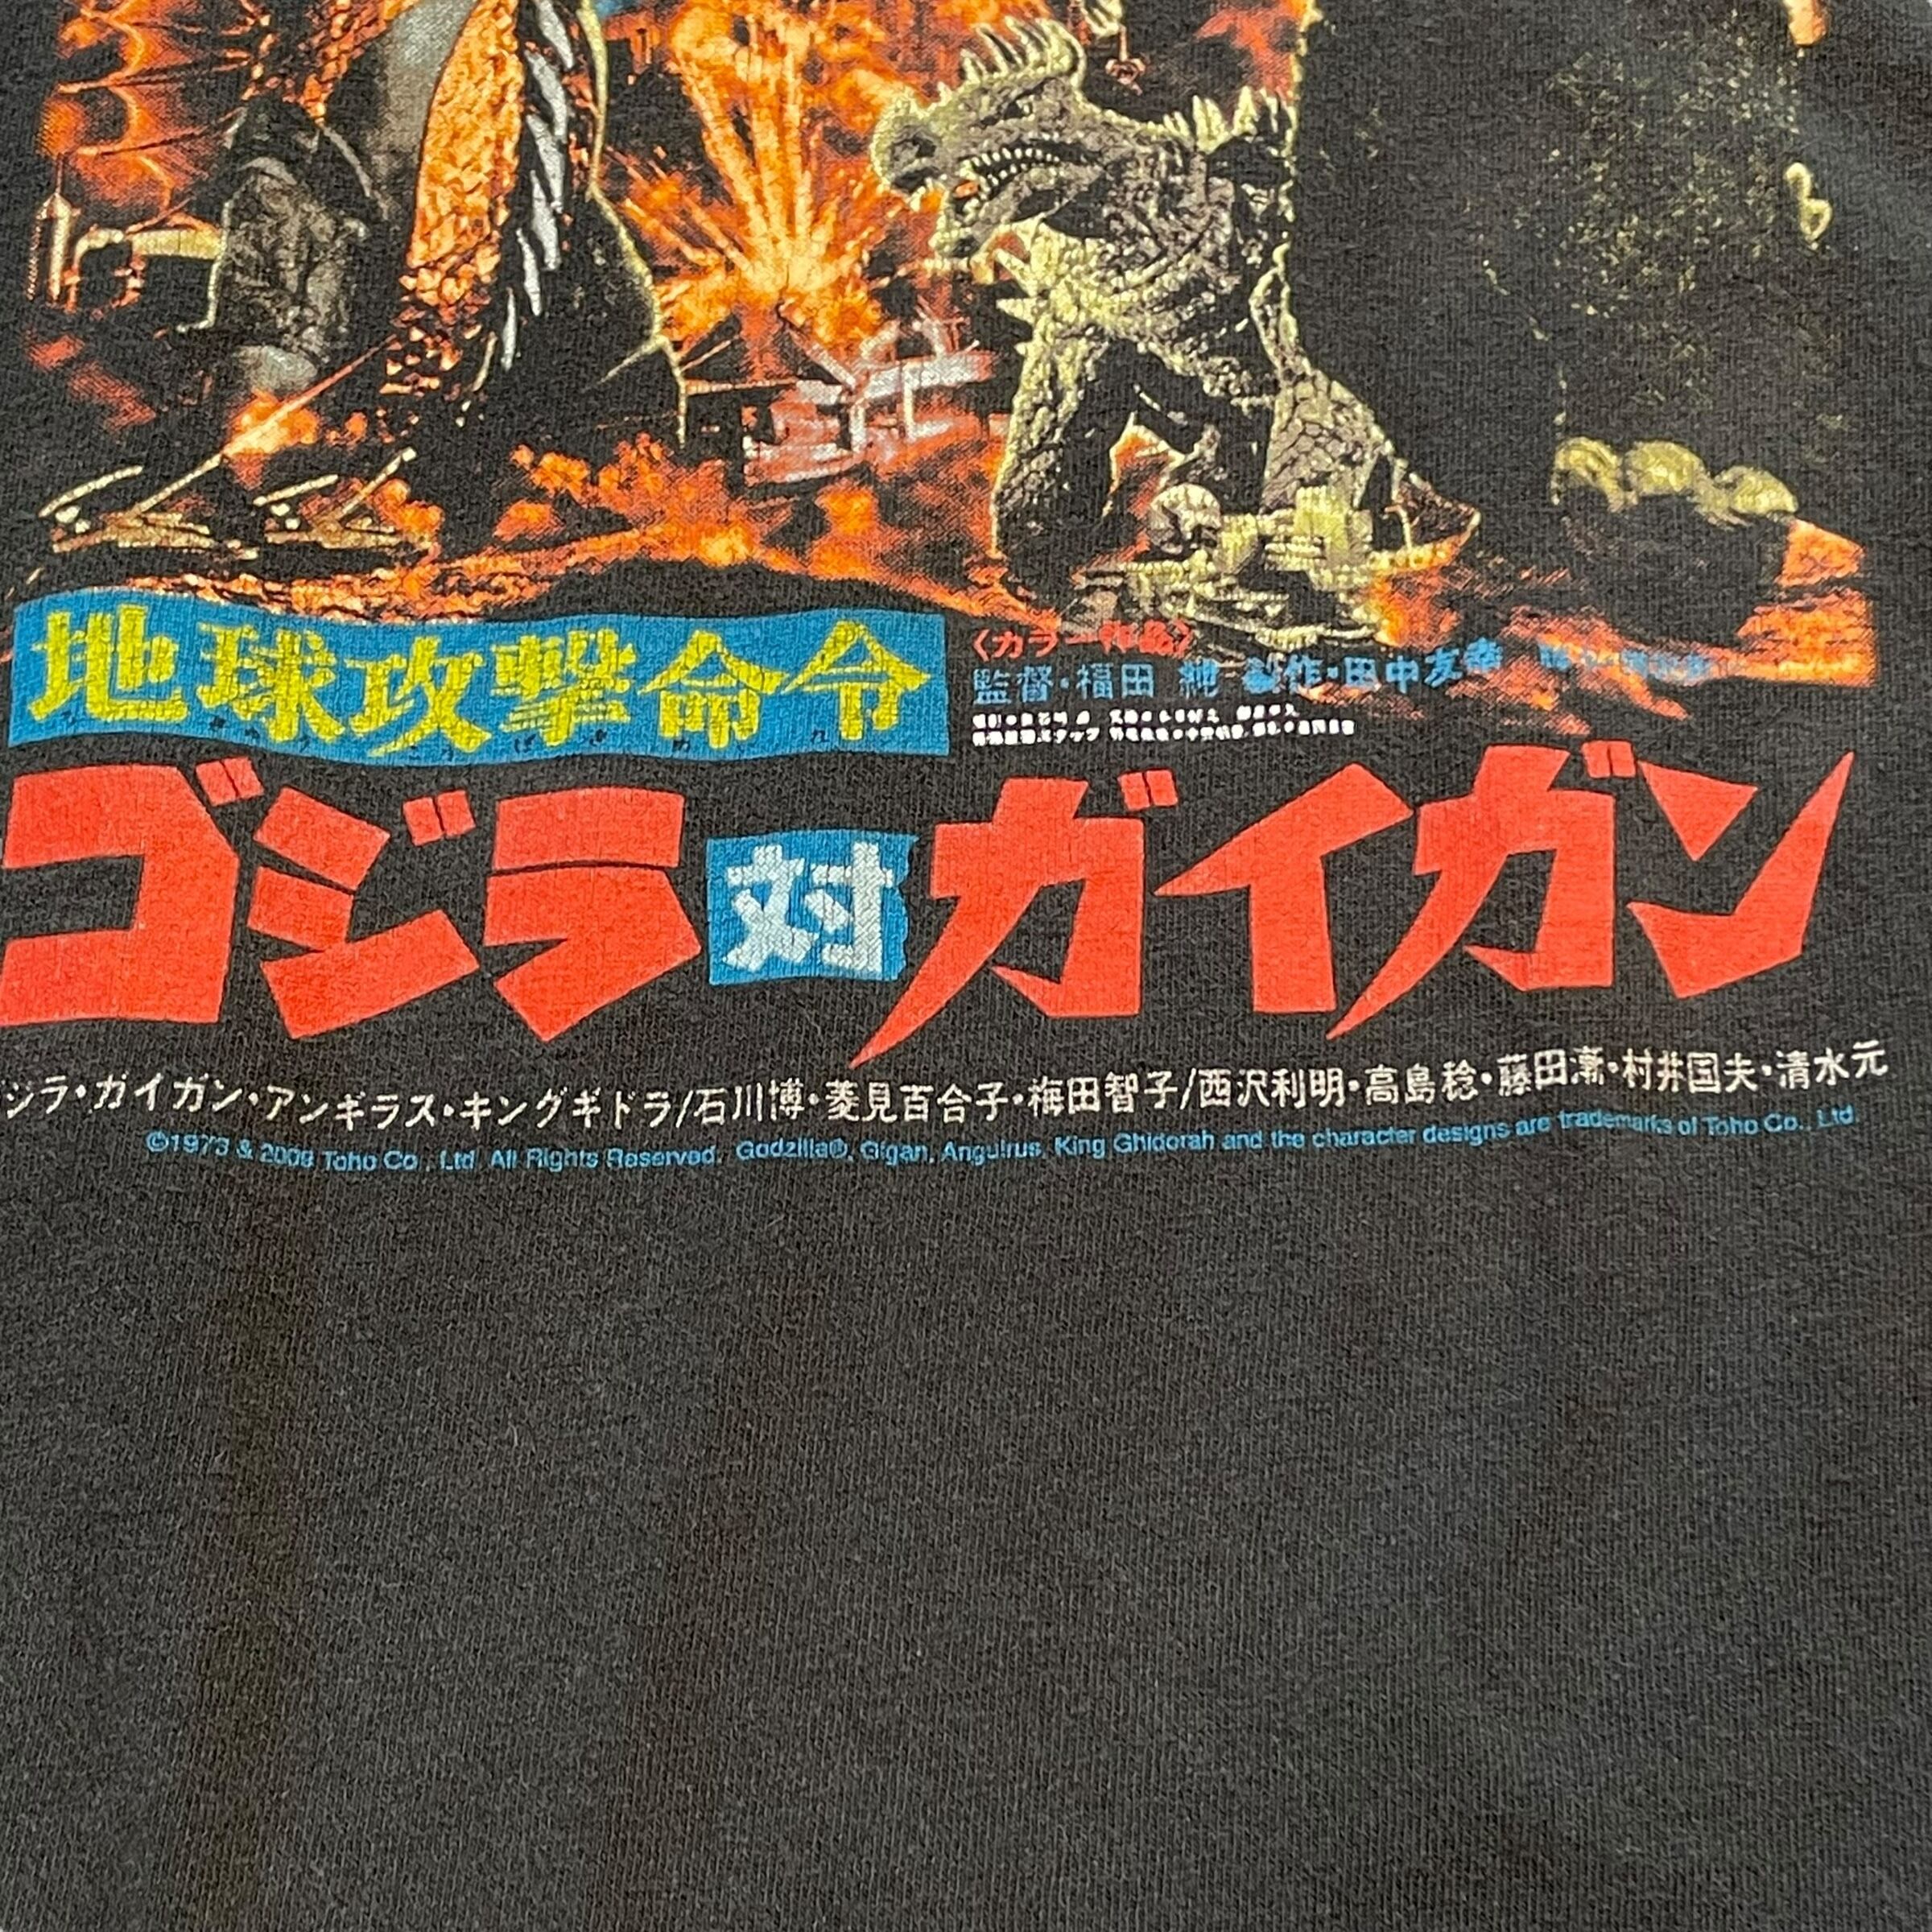 地球攻撃命令
〈カラー作品〉
監督・福田 純 製作・田中友幸
ゴジラ対ガイガン
ジラ・ガイガン・アンギラス・キングギドラ/石川博・菱見百合子・梅田智子/西沢利明・高島稔・藤田漸・村井国夫・清水元
©1973 & 2009 Toho Co., Ltd. All Rights Reserved. Godzilla®, Gigan, Anguirus, King Ghidorah and the character designs are trademarks of Toho Co., Ltd.